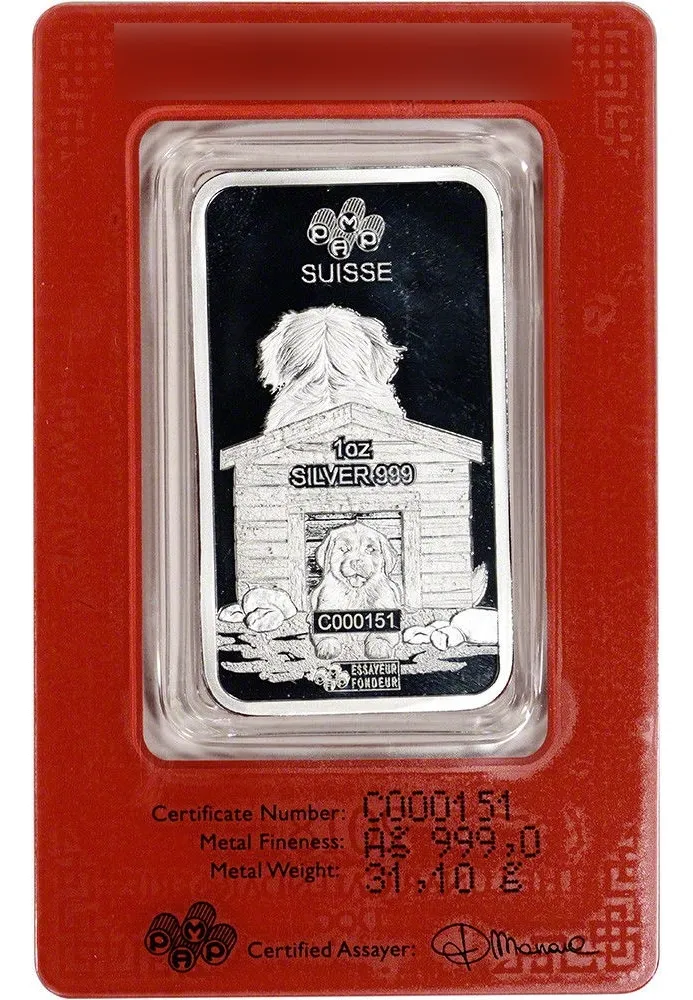 PAMP
SUISSE
1oz
SILVER 999
C000151
PAMP ESSAYEUR
FONDEUR
Certificate Number: C000151
Metal Fineness: Ag 999,0
Metal Weight: 31,10 g
PAMP Certified Assayer: